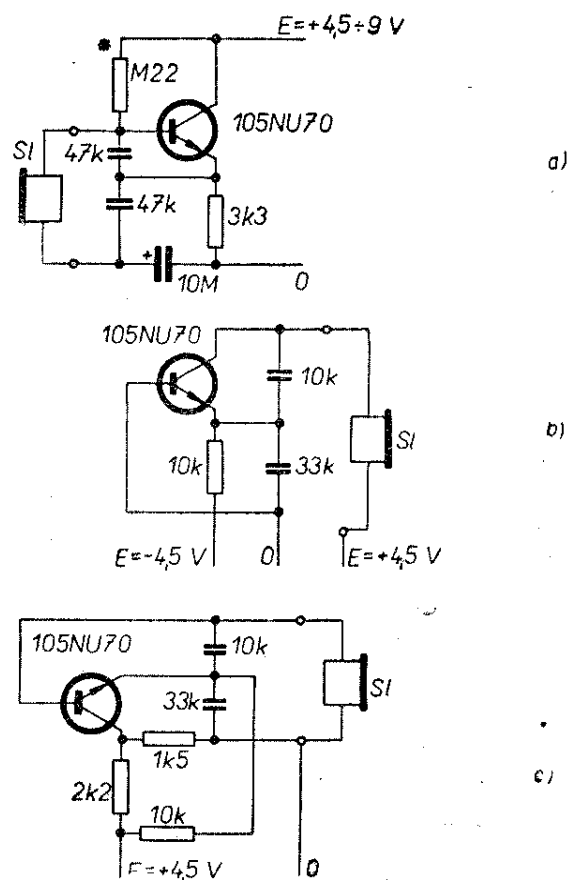 E=+4,5÷9 V
* M22
105NU70
Sl
47k
47k
3k3
+
10M
0
a)
105NU70
10k
Sl
10k
33k
b)
E=-4,5 V
0
E=+4,5 V
105NU70
10k
Sl
33k
1k5
2k2
10k
c)
E=+4,5 V
0